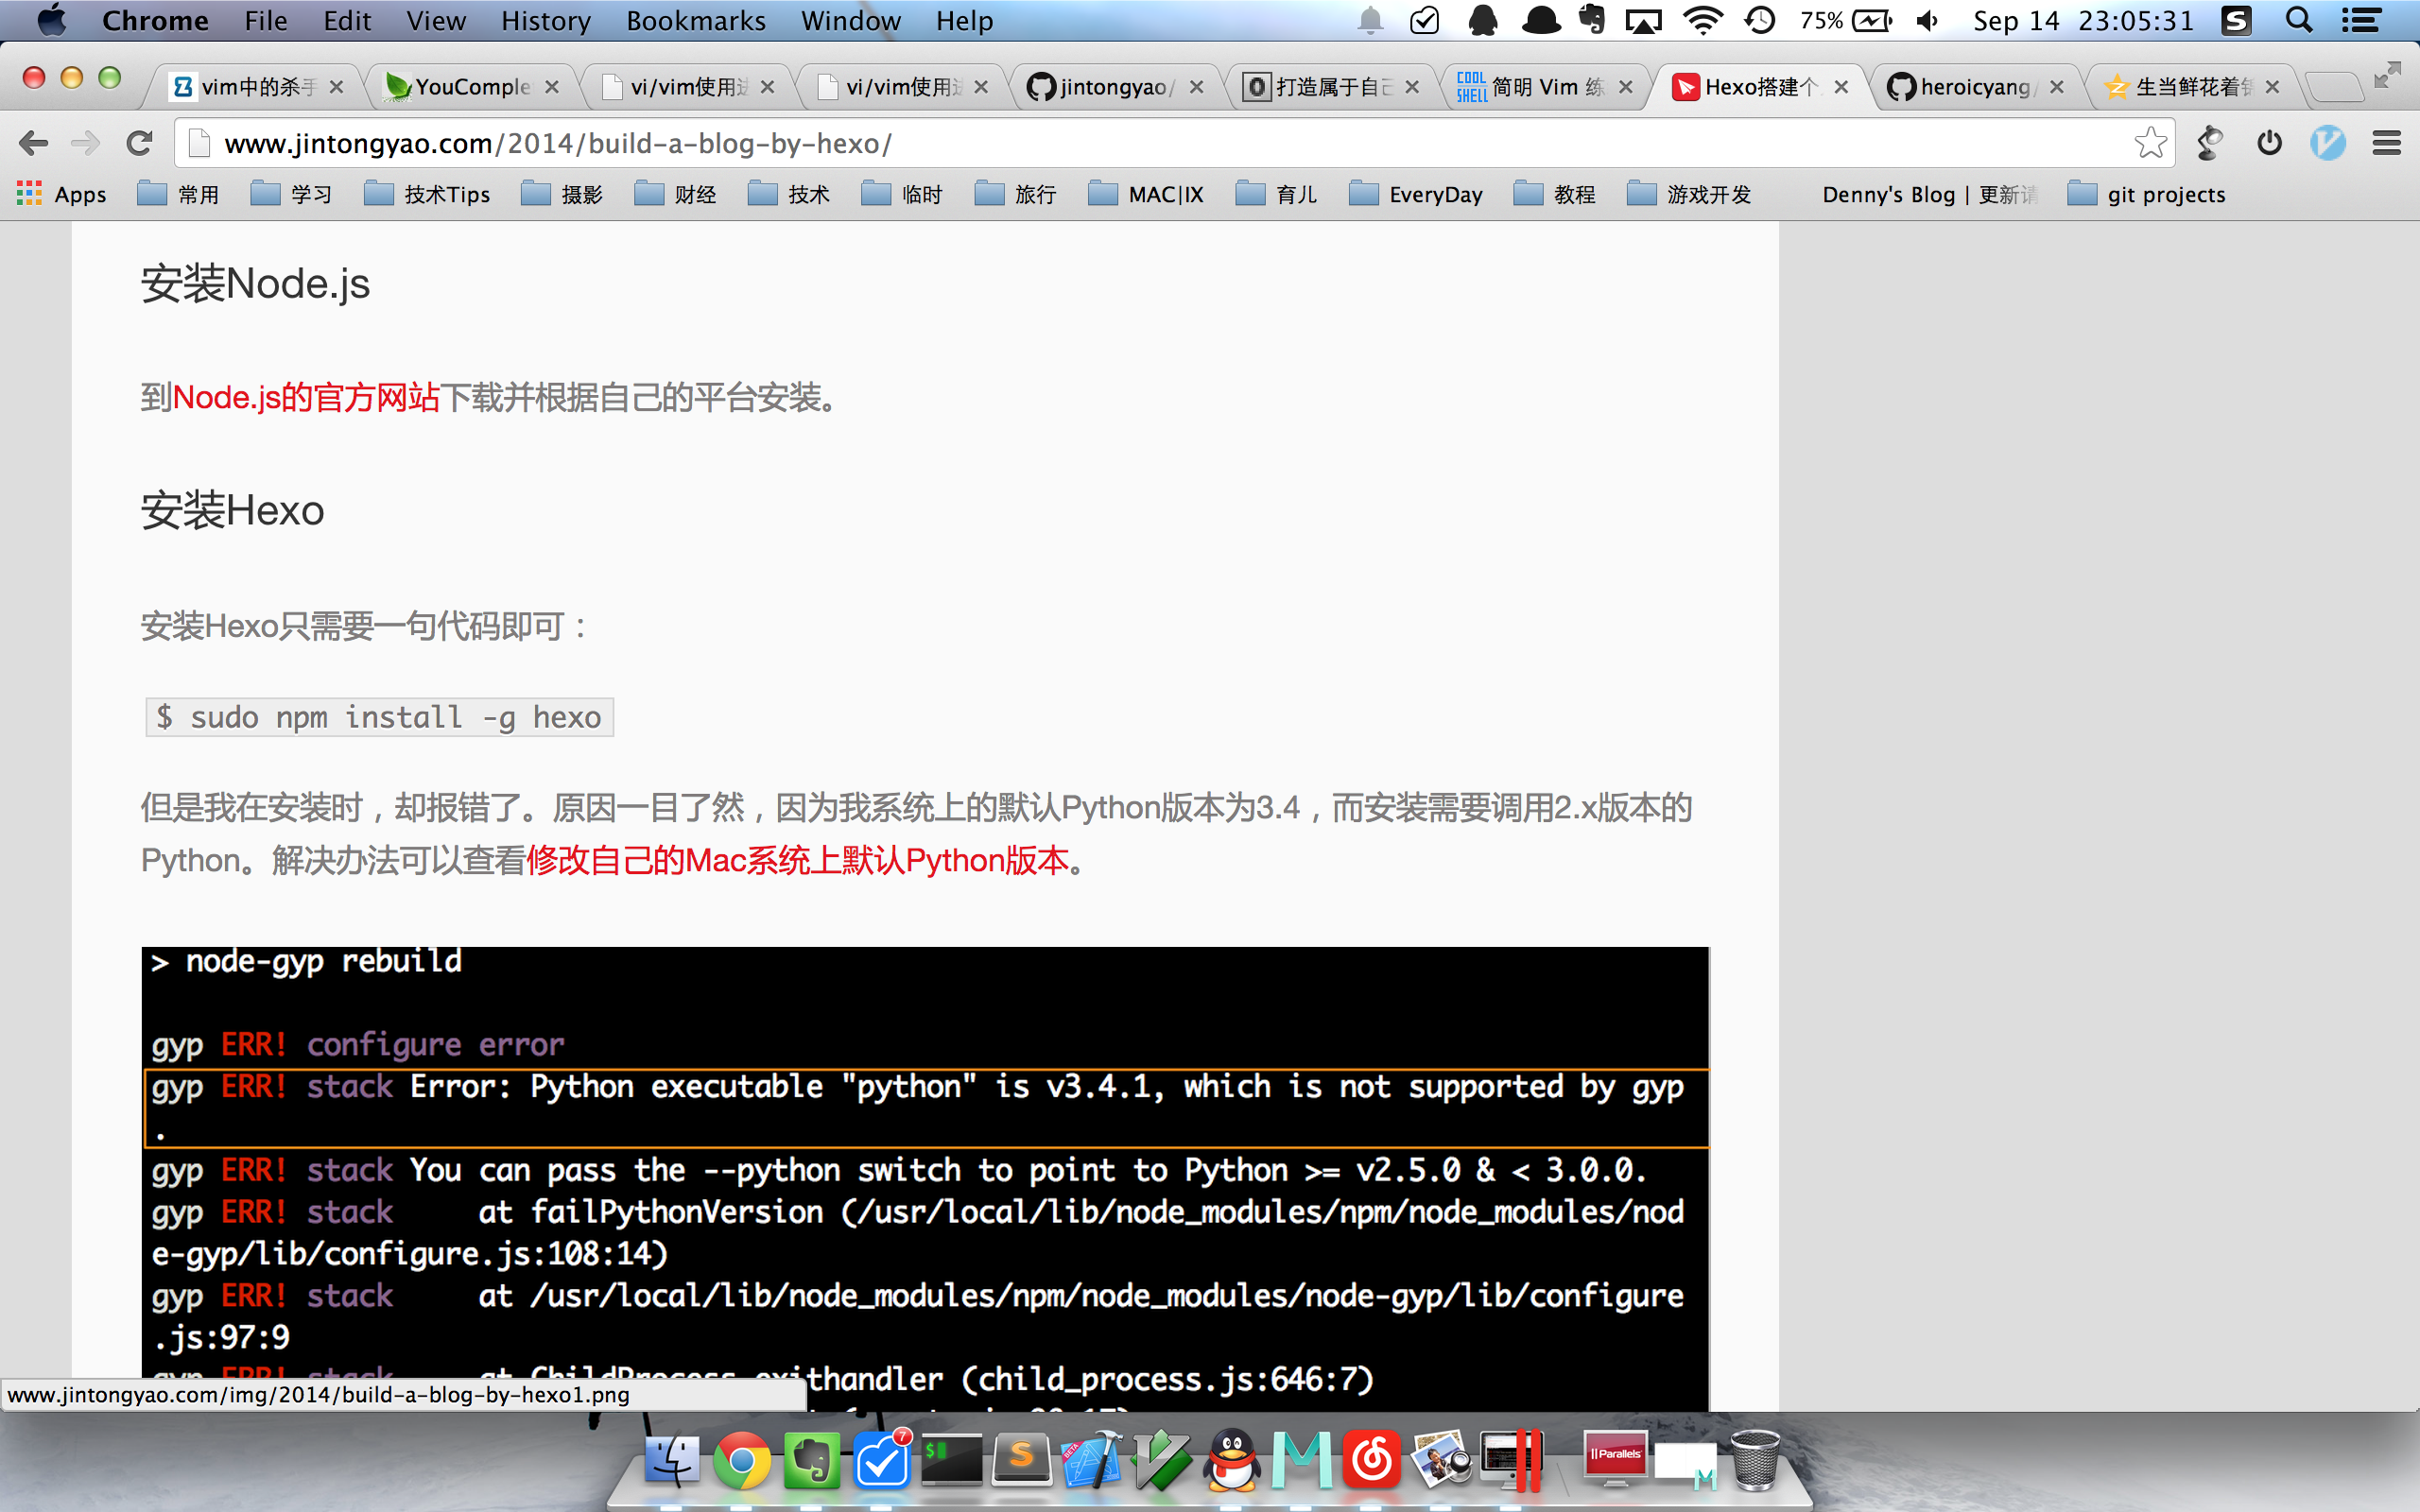 Chrome File Edit View History Bookmarks Window Help 75% Sep 14 23:05:31
vim中的杀手 YouComple vi/vim使用进 vi/vim使用进 jintongyao/ 打造属于自己 COOL SHELL 简明 Vim 练 Hexo搭建个 heroicyang/ 生当鲜花着
www.jintongyao.com/2014/build-a-blog-by-hexo/
Apps 常用 学习 技术Tips 摄影 财经 技术 临时 旅行 MAC|IX 育儿 EveryDay 教程 游戏开发 Denny's Blog | 更新请 git projects
安装Node.js
到Node.js的官方网站下载并根据自己的平台安装。
安装Hexo
安装Hexo只需要一句代码即可：
$ sudo npm install -g hexo
但是我在安装时，却报错了。原因一目了然，因为我系统上的默认Python版本为3.4，而安装需要调用2.x版本的
Python。解决办法可以查看修改自己的Mac系统上默认Python版本。
> node-gyp rebuild
gyp ERR! configure error
gyp ERR! stack Error: Python executable "python" is v3.4.1, which is not supported by gyp
.
gyp ERR! stack You can pass the --python switch to point to Python >= v2.5.0 & < 3.0.0.
gyp ERR! stack     at failPythonVersion (/usr/local/lib/node_modules/npm/node_modules/nod
e-gyp/lib/configure.js:108:14)
gyp ERR! stack     at /usr/local/lib/node_modules/npm/node_modules/node-gyp/lib/configure
.js:97:9
gyp ERR! stack     at ChildProcess.exithandler (child_process.js:646:7)
www.jintongyao.com/img/2014/build-a-blog-by-hexo1.png
7
BETA
Parallels